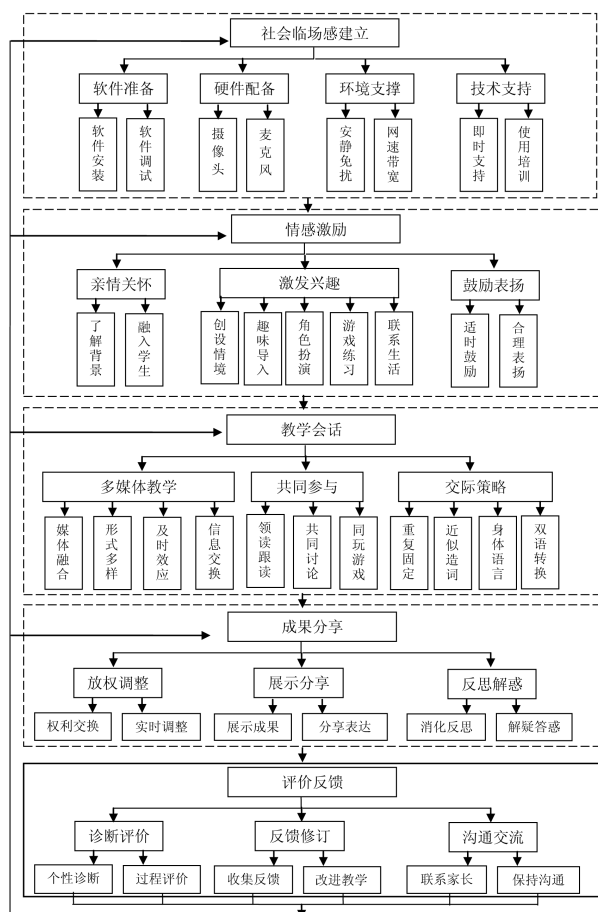 社会临场感建立
软件准备
硬件配备
环境支撑
技术支持
软件安装
软件调试
摄像头
麦克风
安静免扰
网速带宽
即时支持
使用培训
情感激励
亲情关怀
激发兴趣
鼓励表扬
了解背景
融入学生
创设情境
趣味导入
角色扮演
游戏练习
联系生活
适时鼓励
合理表扬
教学会话
多媒体教学
共同参与
交际策略
媒体融合
形式多样
及时效应
信息交换
领读跟读
共同讨论
同玩游戏
重复固定
近似造词
身体语言
双语转换
成果分享
放权调整
展示分享
反思解惑
权利交换
实时调整
展示成果
分享表达
消化反思
解疑答惑
评价反馈
诊断评价
反馈修订
沟通交流
个性诊断
过程评价
收集反馈
改进教学
联系家长
保持沟通